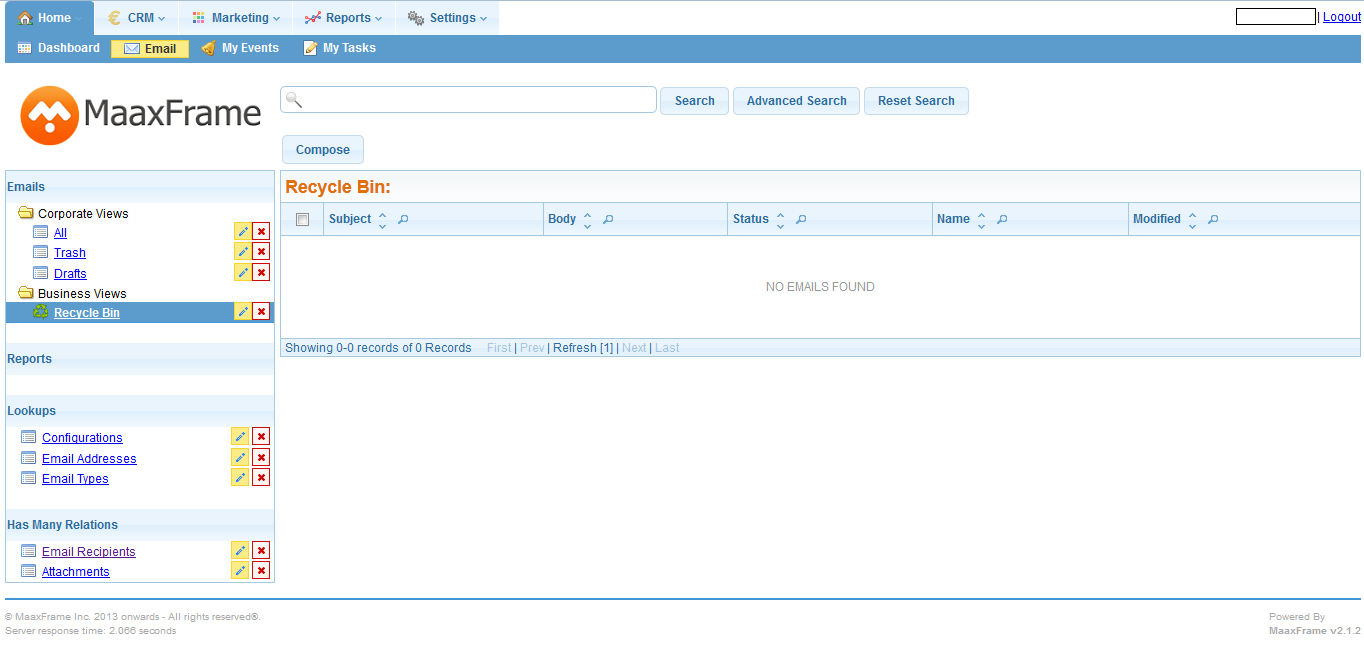 Home CRM Marketing Reports Settings | Logout
Dashboard Email My Events My Tasks
MaaxFrame
Search Advanced Search Reset Search
Compose
Emails
Corporate Views
All
Trash
Drafts
Business Views
Recycle Bin
Reports
Lookups
Configurations
Email Addresses
Email Types
Has Many Relations
Email Recipients
Attachments
Recycle Bin:
Subject Body Status Name Modified
NO EMAILS FOUND
Showing 0-0 records of 0 Records First | Prev | Refresh [1] | Next | Last
© MaaxFrame Inc. 2013 onwards - All rights reserved®.
Server response time: 2.066 seconds
Powered By
MaaxFrame v2.1.2